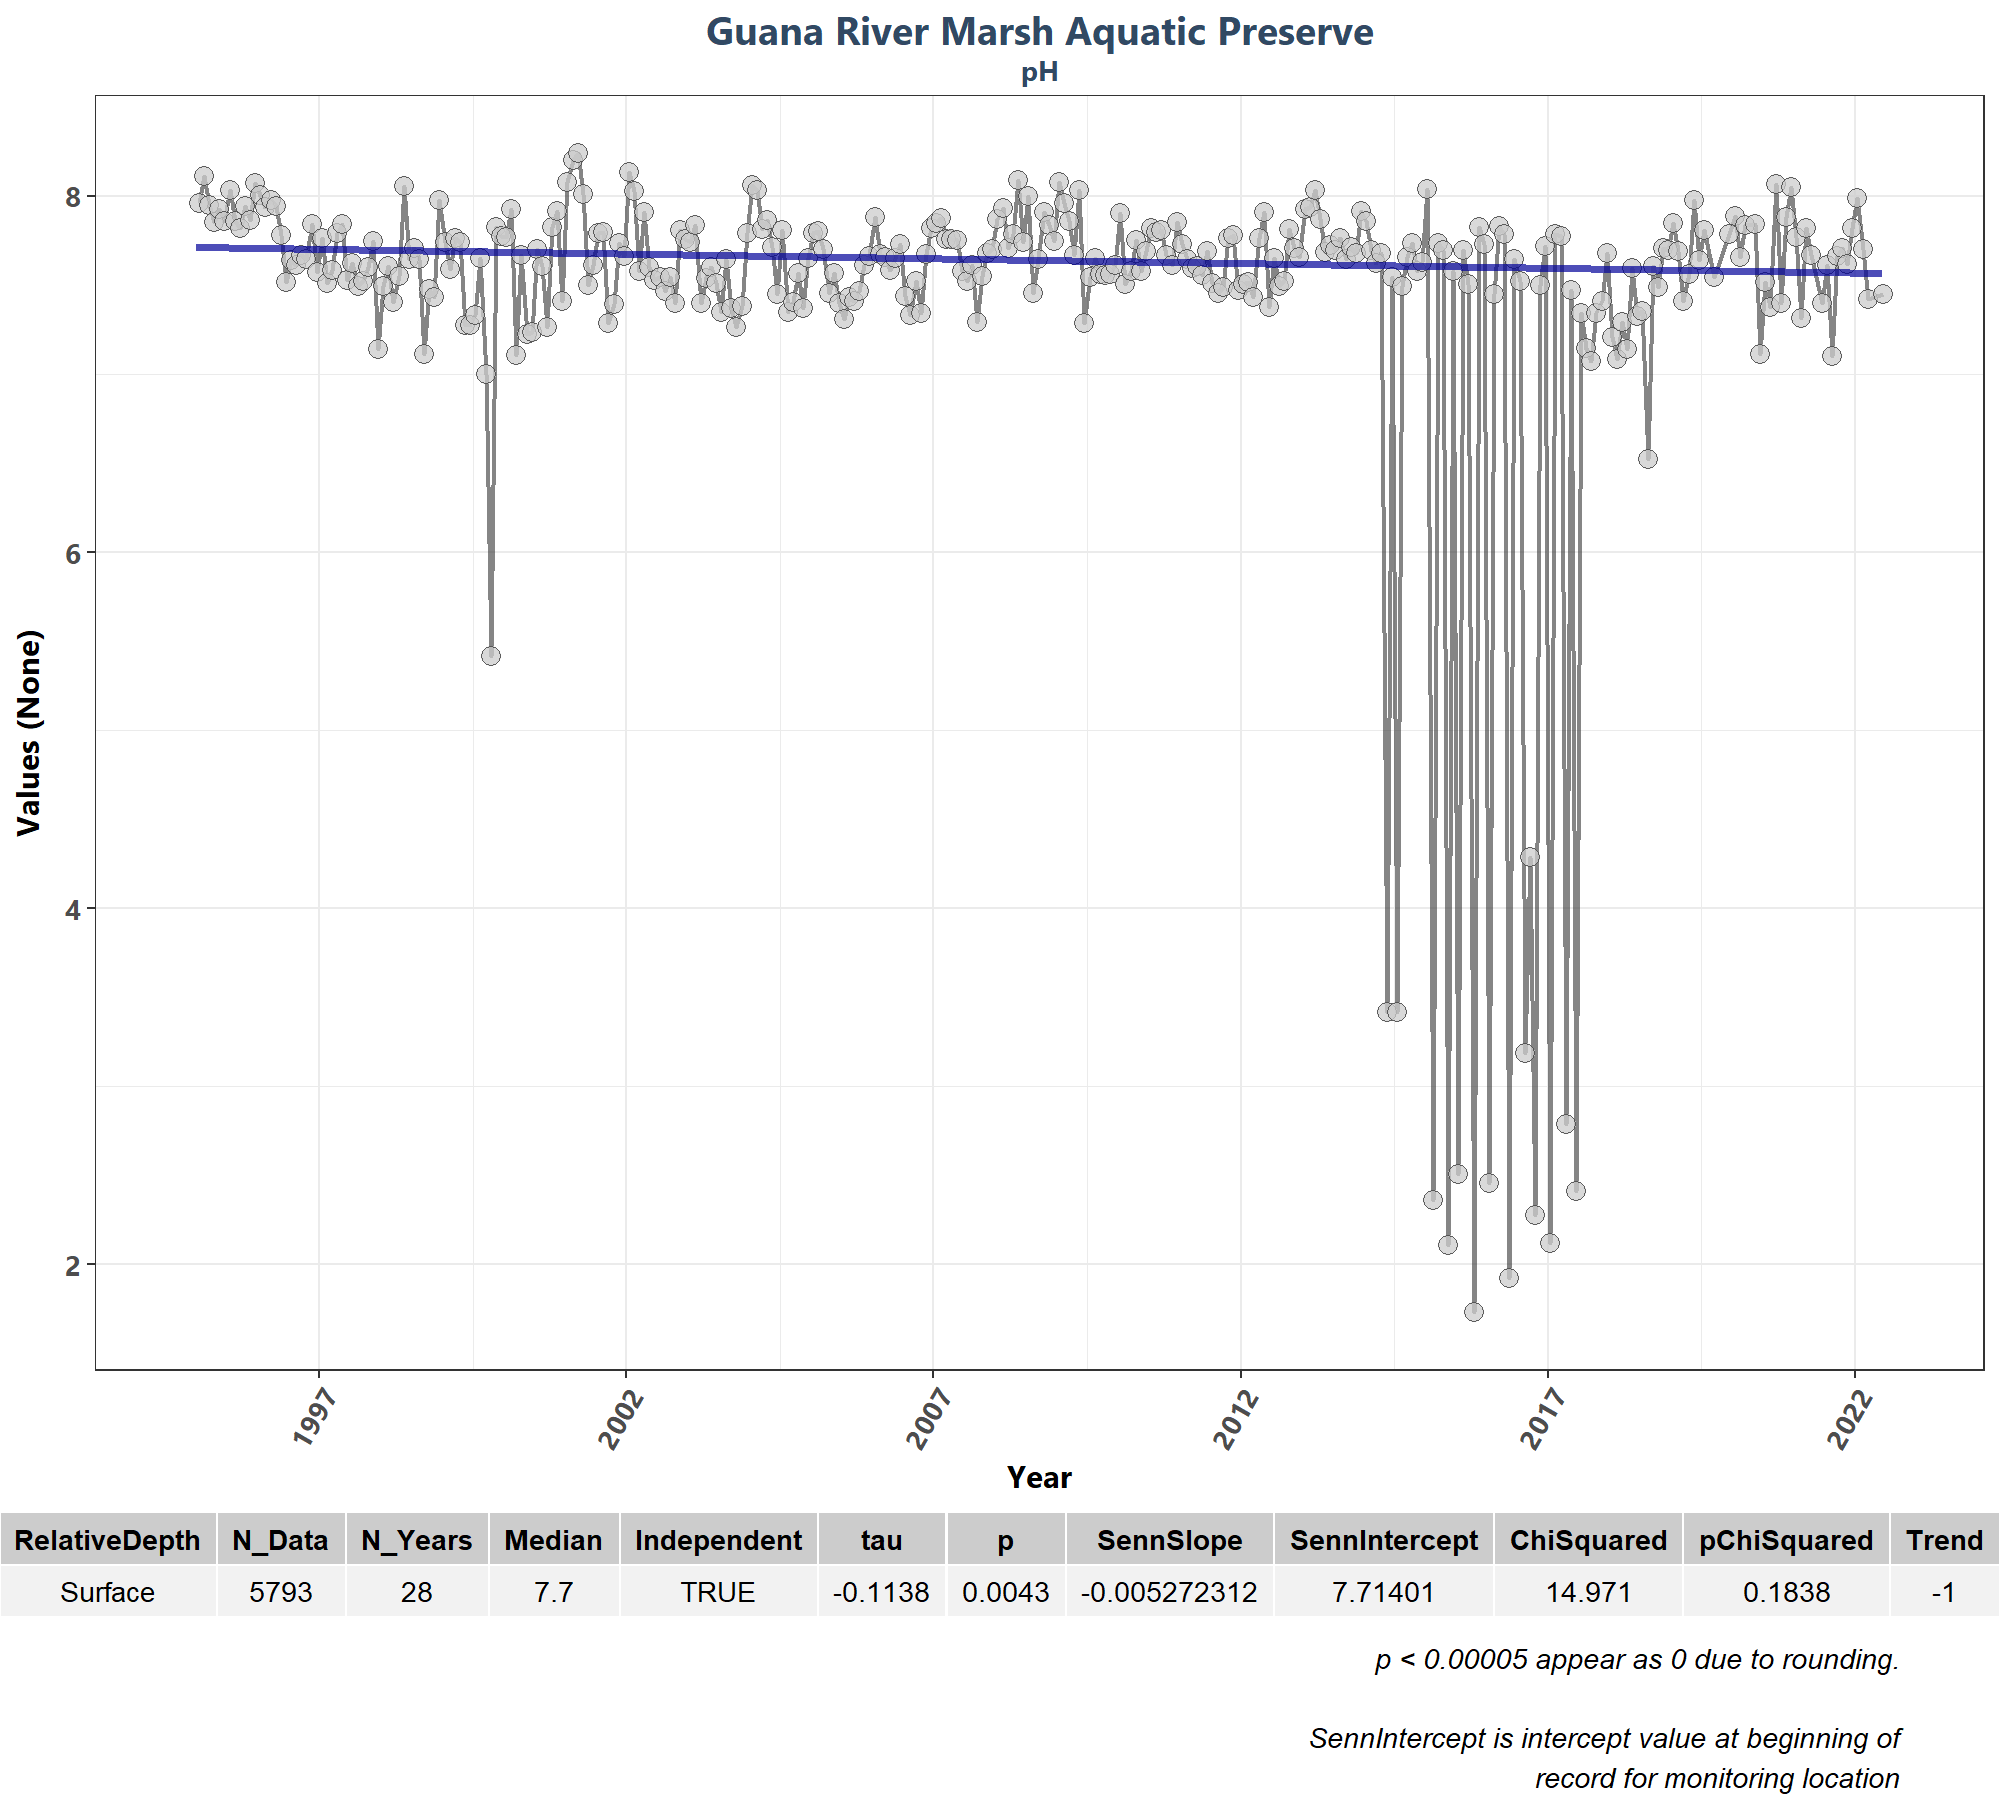 Guana River Marsh Aquatic Preserve
pH
Values (None)
8
6
4
2
1997
2002
2007
2012
2017
2022
Year
RelativeDepth N_Data N_Years Median Independent tau p SennSlope SennIntercept ChiSquared pChiSquared Trend
Surface 5793 28 7.7 TRUE -0.1138 0.0043 -0.005272312 7.71401 14.971 0.1838 -1
p < 0.00005 appear as 0 due to rounding.
SennIntercept is intercept value at beginning of
record for monitoring location